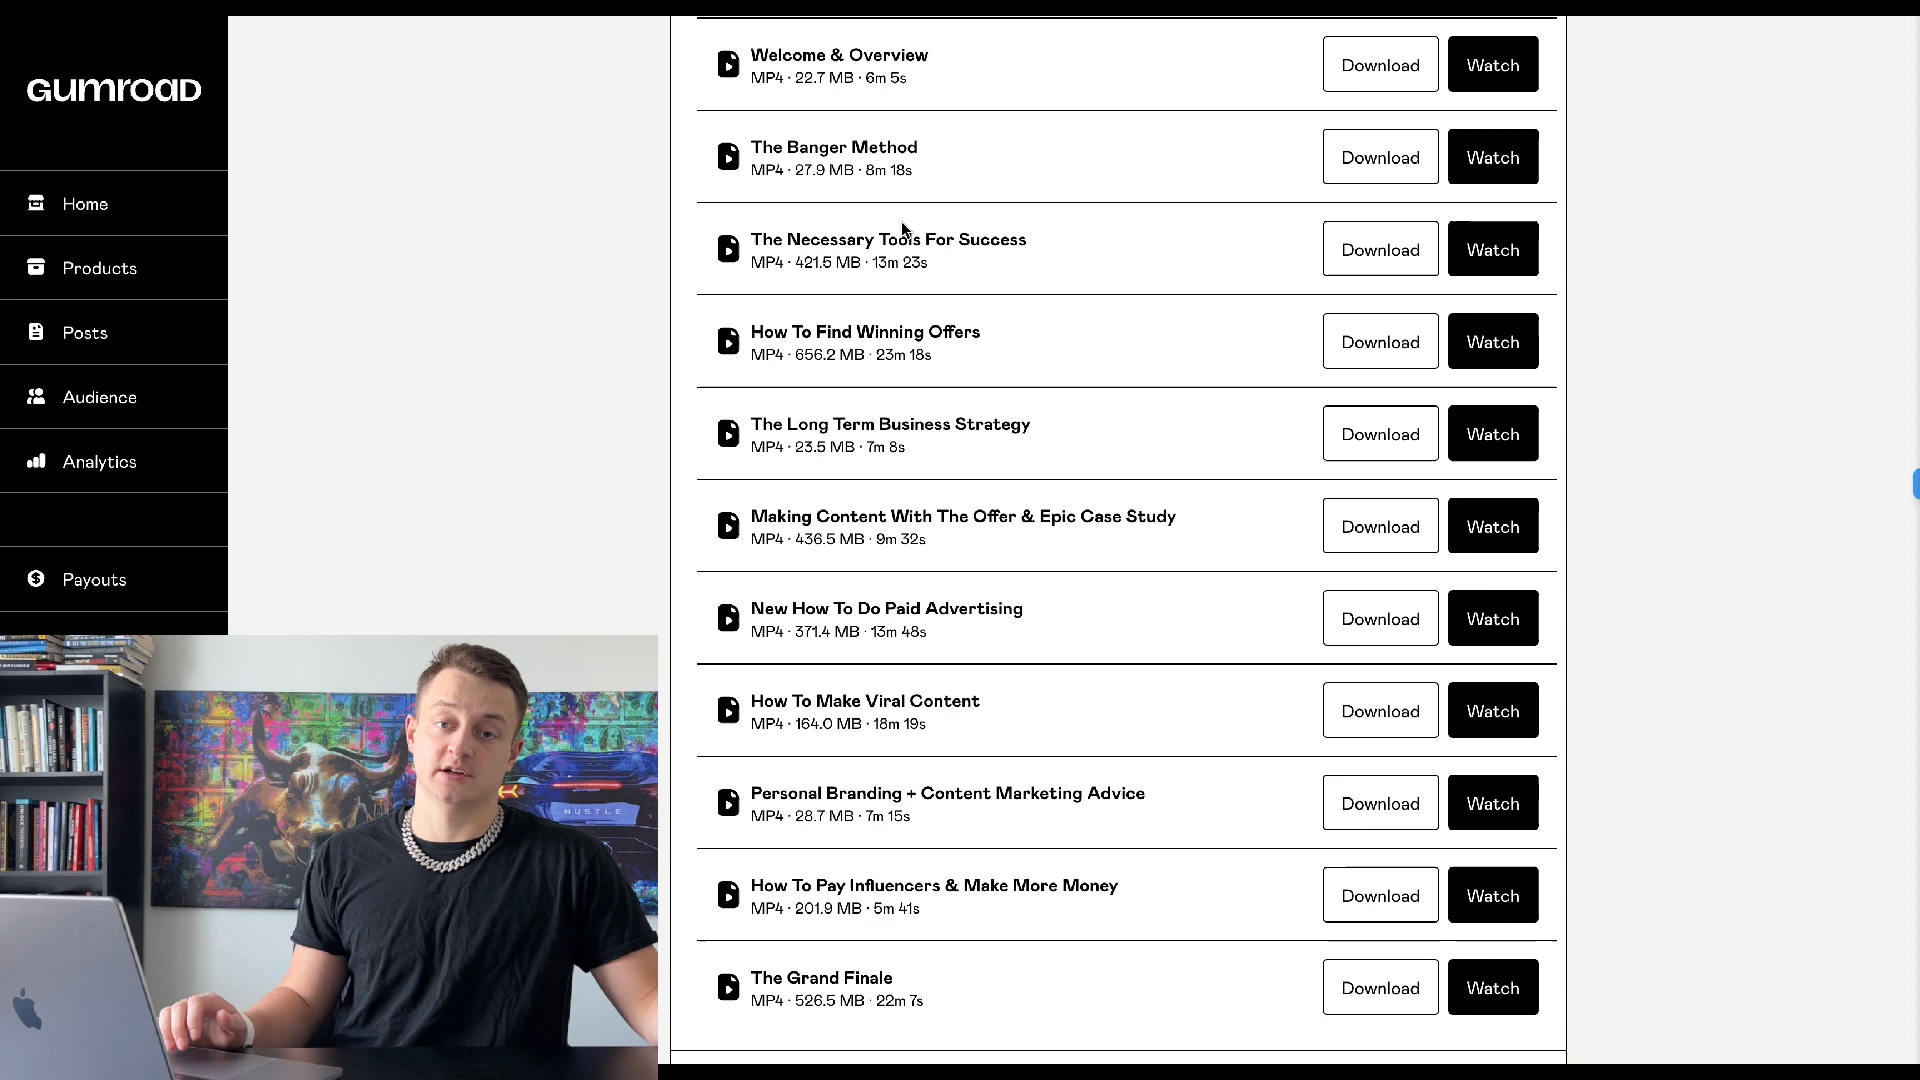 GUMROAD
Home
Products
Posts
Audience
Analytics
Payouts
Welcome & Overview
MP4 · 22.7 MB · 6m 5s
Download
Watch
The Banger Method
MP4 · 27.9 MB · 8m 18s
Download
Watch
The Necessary Tools For Success
MP4 · 421.5 MB · 13m 23s
Download
Watch
How To Find Winning Offers
MP4 · 656.2 MB · 23m 18s
Download
Watch
The Long Term Business Strategy
MP4 · 23.5 MB · 7m 8s
Download
Watch
Making Content With The Offer & Epic Case Study
MP4 · 436.5 MB · 9m 32s
Download
Watch
New How To Do Paid Advertising
MP4 · 371.4 MB · 13m 48s
Download
Watch
How To Make Viral Content
MP4 · 164.0 MB · 18m 19s
Download
Watch
Personal Branding + Content Marketing Advice
MP4 · 28.7 MB · 7m 15s
Download
Watch
How To Pay Influencers & Make More Money
MP4 · 201.9 MB · 5m 41s
Download
Watch
The Grand Finale
MP4 · 526.5 MB · 22m 7s
Download
Watch
HUSTLE